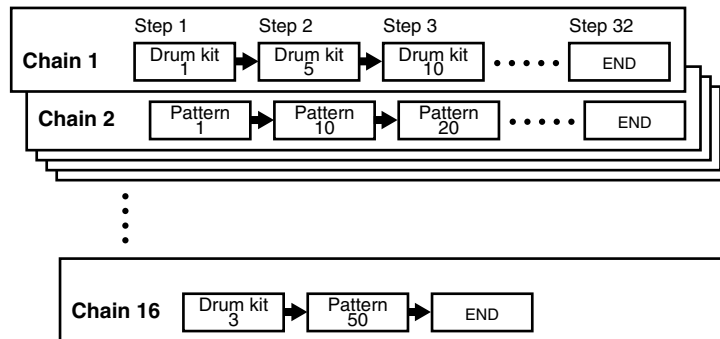 Step 1 Step 2 Step 3 Step 32
Chain 1 Drum kit 1 Drum kit 5 Drum kit 10 END
Chain 2 Pattern 1 Pattern 10 Pattern 20 END
Chain 16 Drum kit 3 Pattern 50 END